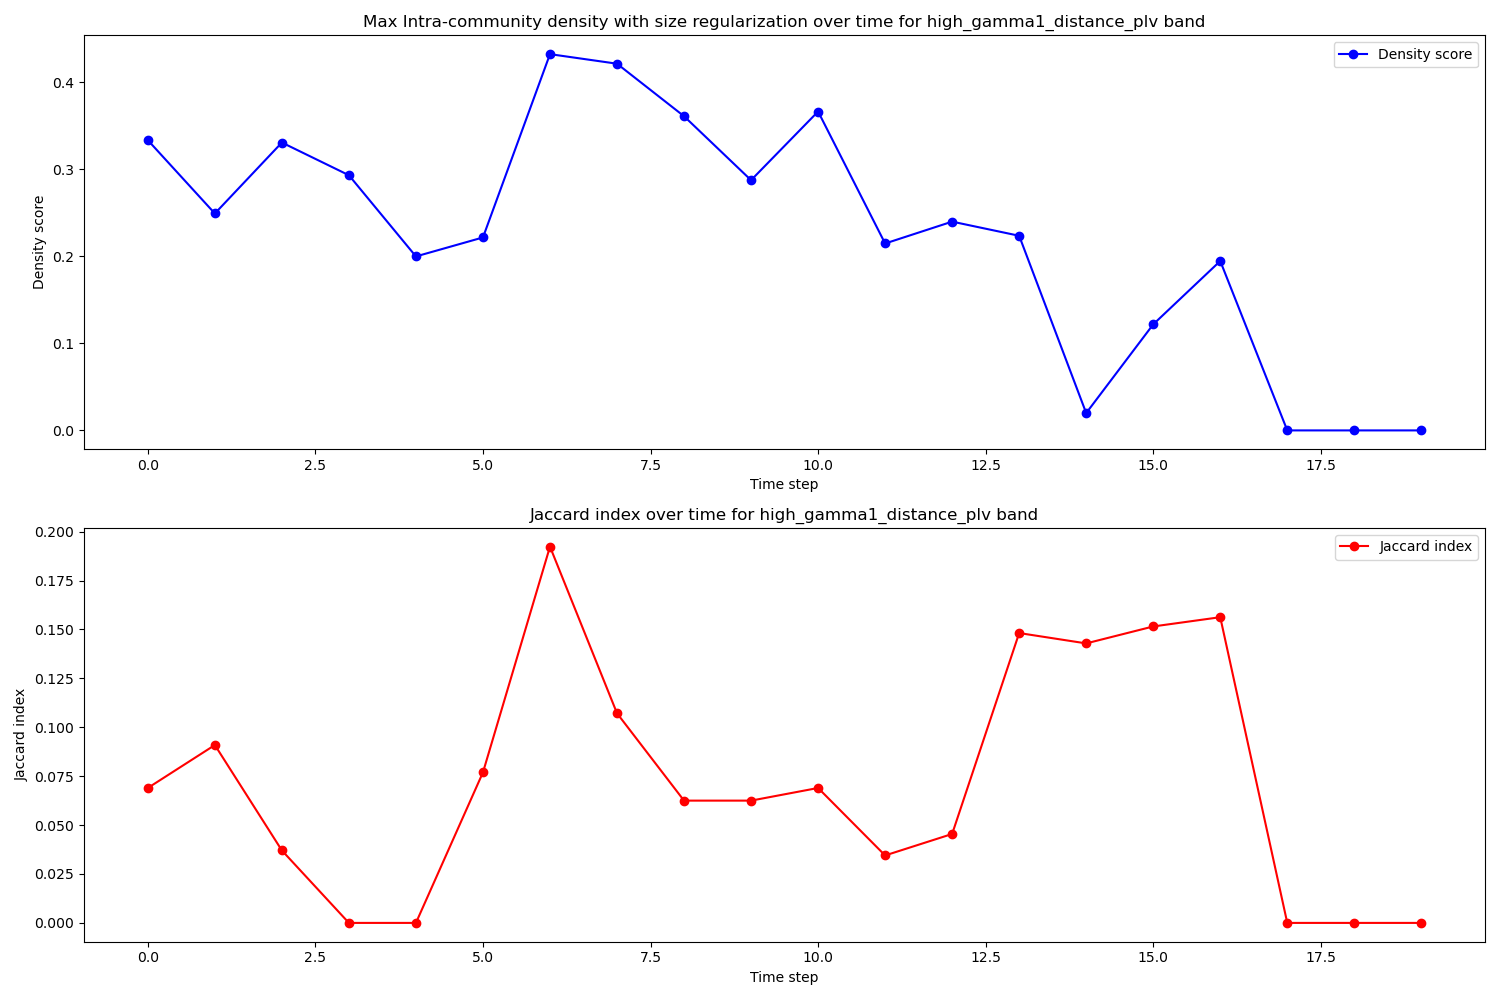 Max Intra-community density with size regularization over time for high_gamma1_distance_plv band
Density score
0.4
0.3
0.2
0.1
0.0
Density score
0.0 2.5 5.0 7.5 10.0 12.5 15.0 17.5
Time step
Jaccard index over time for high_gamma1_distance_plv band
Jaccard index
0.200
0.175
0.150
0.125
0.100
0.075
0.050
0.025
0.000
Jaccard index
0.0 2.5 5.0 7.5 10.0 12.5 15.0 17.5
Time step